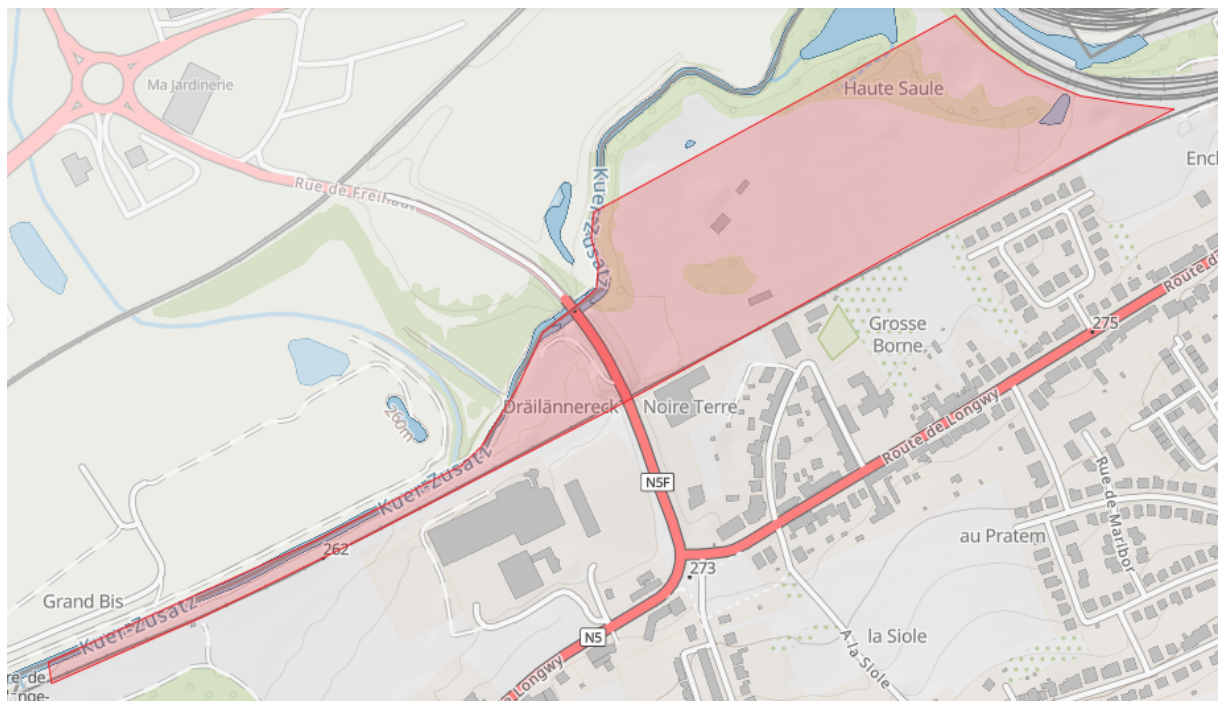 Ma Jardinerie
Haute Saule
Encl
Rue de Freihaut
Kuer-Zusatz
Route de
275
Grosse
Borne
Dräilännereck
Noire Terre
260m
Route de Longwy
Kuer-Zusatz
N5F
Rue de Maribor
262
au Pratem
273
Grand Bis
Kuer-Zusatz
N5
la Siole
A la Siole
Longwy